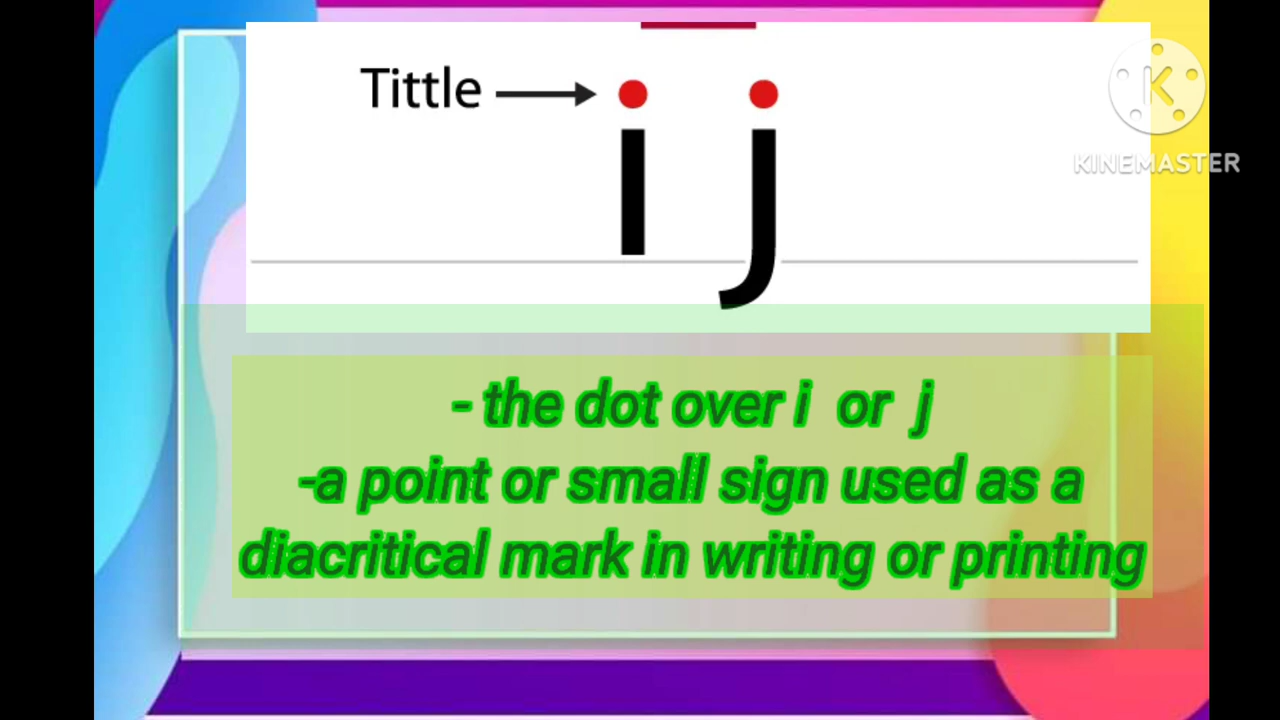 Tittle
i j
K
KINEMASTER
- the dot over i or j
-a point or small sign used as a
diacritical mark in writing or printing